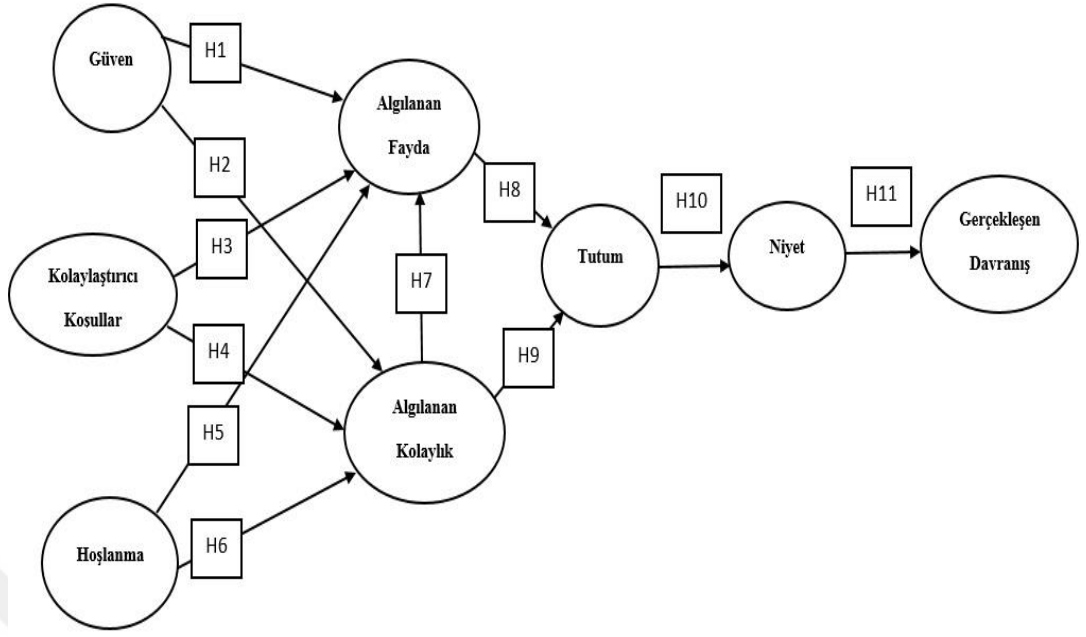 Güven
H1
Algılanan
Fayda
H2
H3
Kolaylaştırıcı
Koşullar
H4
H5
Hoşlanma
H6
H7
Algılanan
Kolaylık
H8
H9
Tutum
H10
Niyet
H11
Gerçekleşen
Davranış